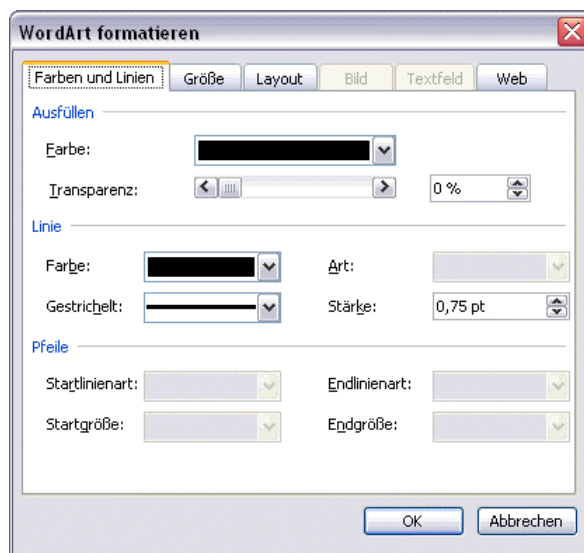 WordArt formatieren
Farben und Linien Größe Layout Bild Textfeld Web
Ausfüllen
Farbe:
Transparenz: 0 %
Linie
Farbe: Art:
Gestrichelt: Stärke: 0,75 pt
Pfeile
Startlinienart: Endlinienart:
Startgröße: Endgröße:
OK Abbrechen